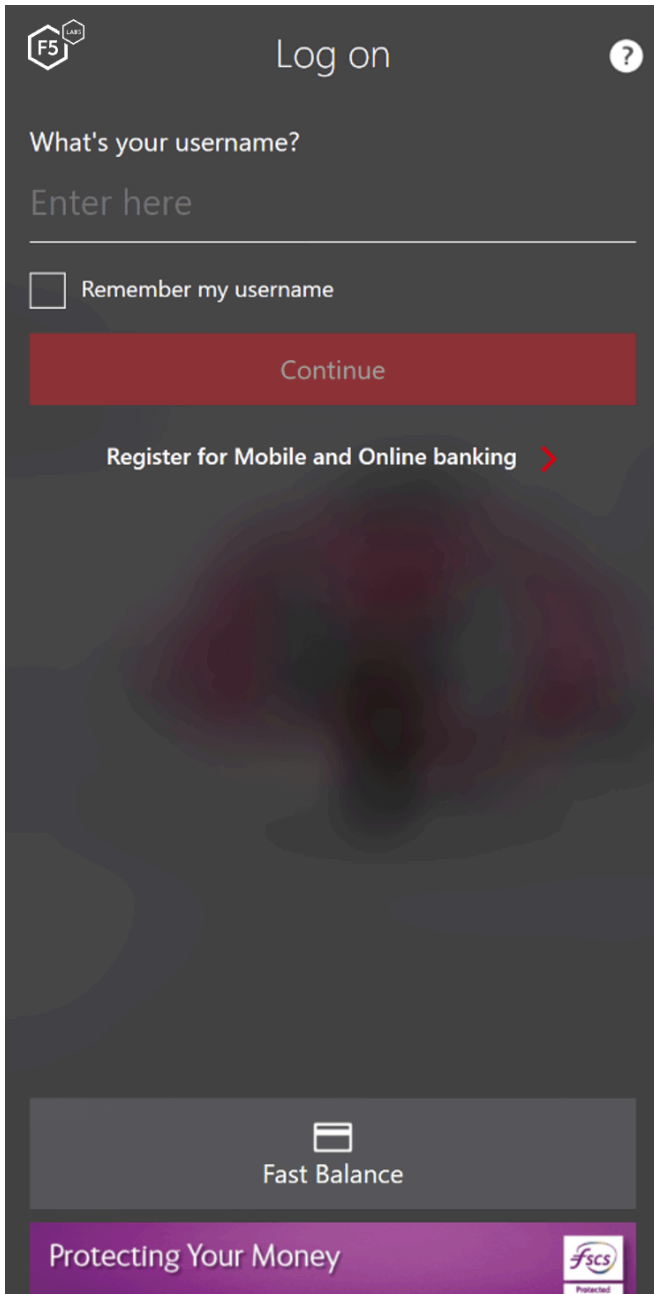 F5
LABS
Log on
?
What's your username?
Enter here
Remember my username
Continue
Register for Mobile and Online banking
Fast Balance
Protecting Your Money
fscs
Protected